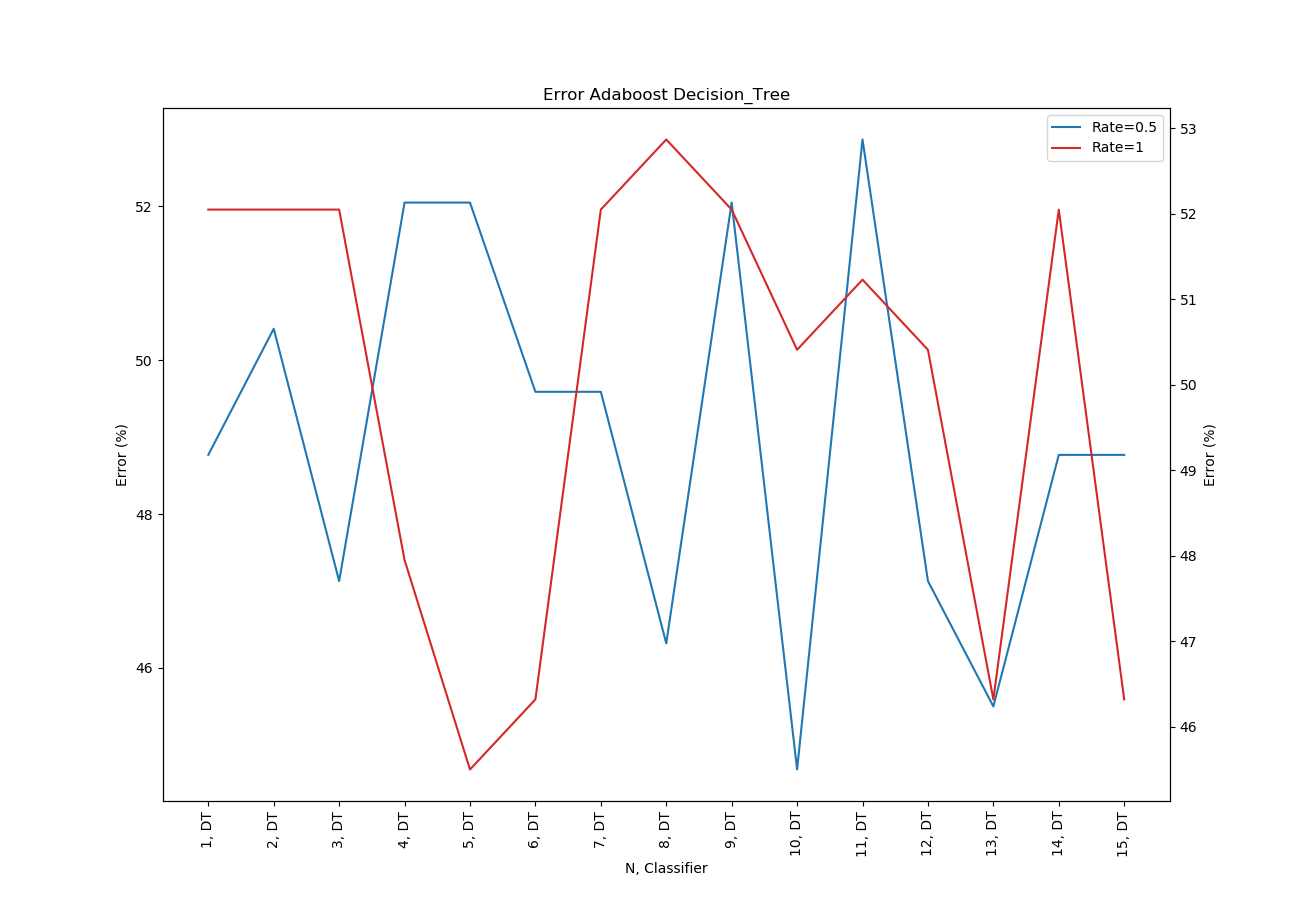 Error Adaboost Decision_Tree
Rate=0.5
Rate=1
52
50
48
46
Error (%)
53
52
51
50
49
48
47
46
Error (%)
1, DT
2, DT
3, DT
4, DT
5, DT
6, DT
7, DT
8, DT
9, DT
10, DT
11, DT
12, DT
13, DT
14, DT
15, DT
N, Classifier